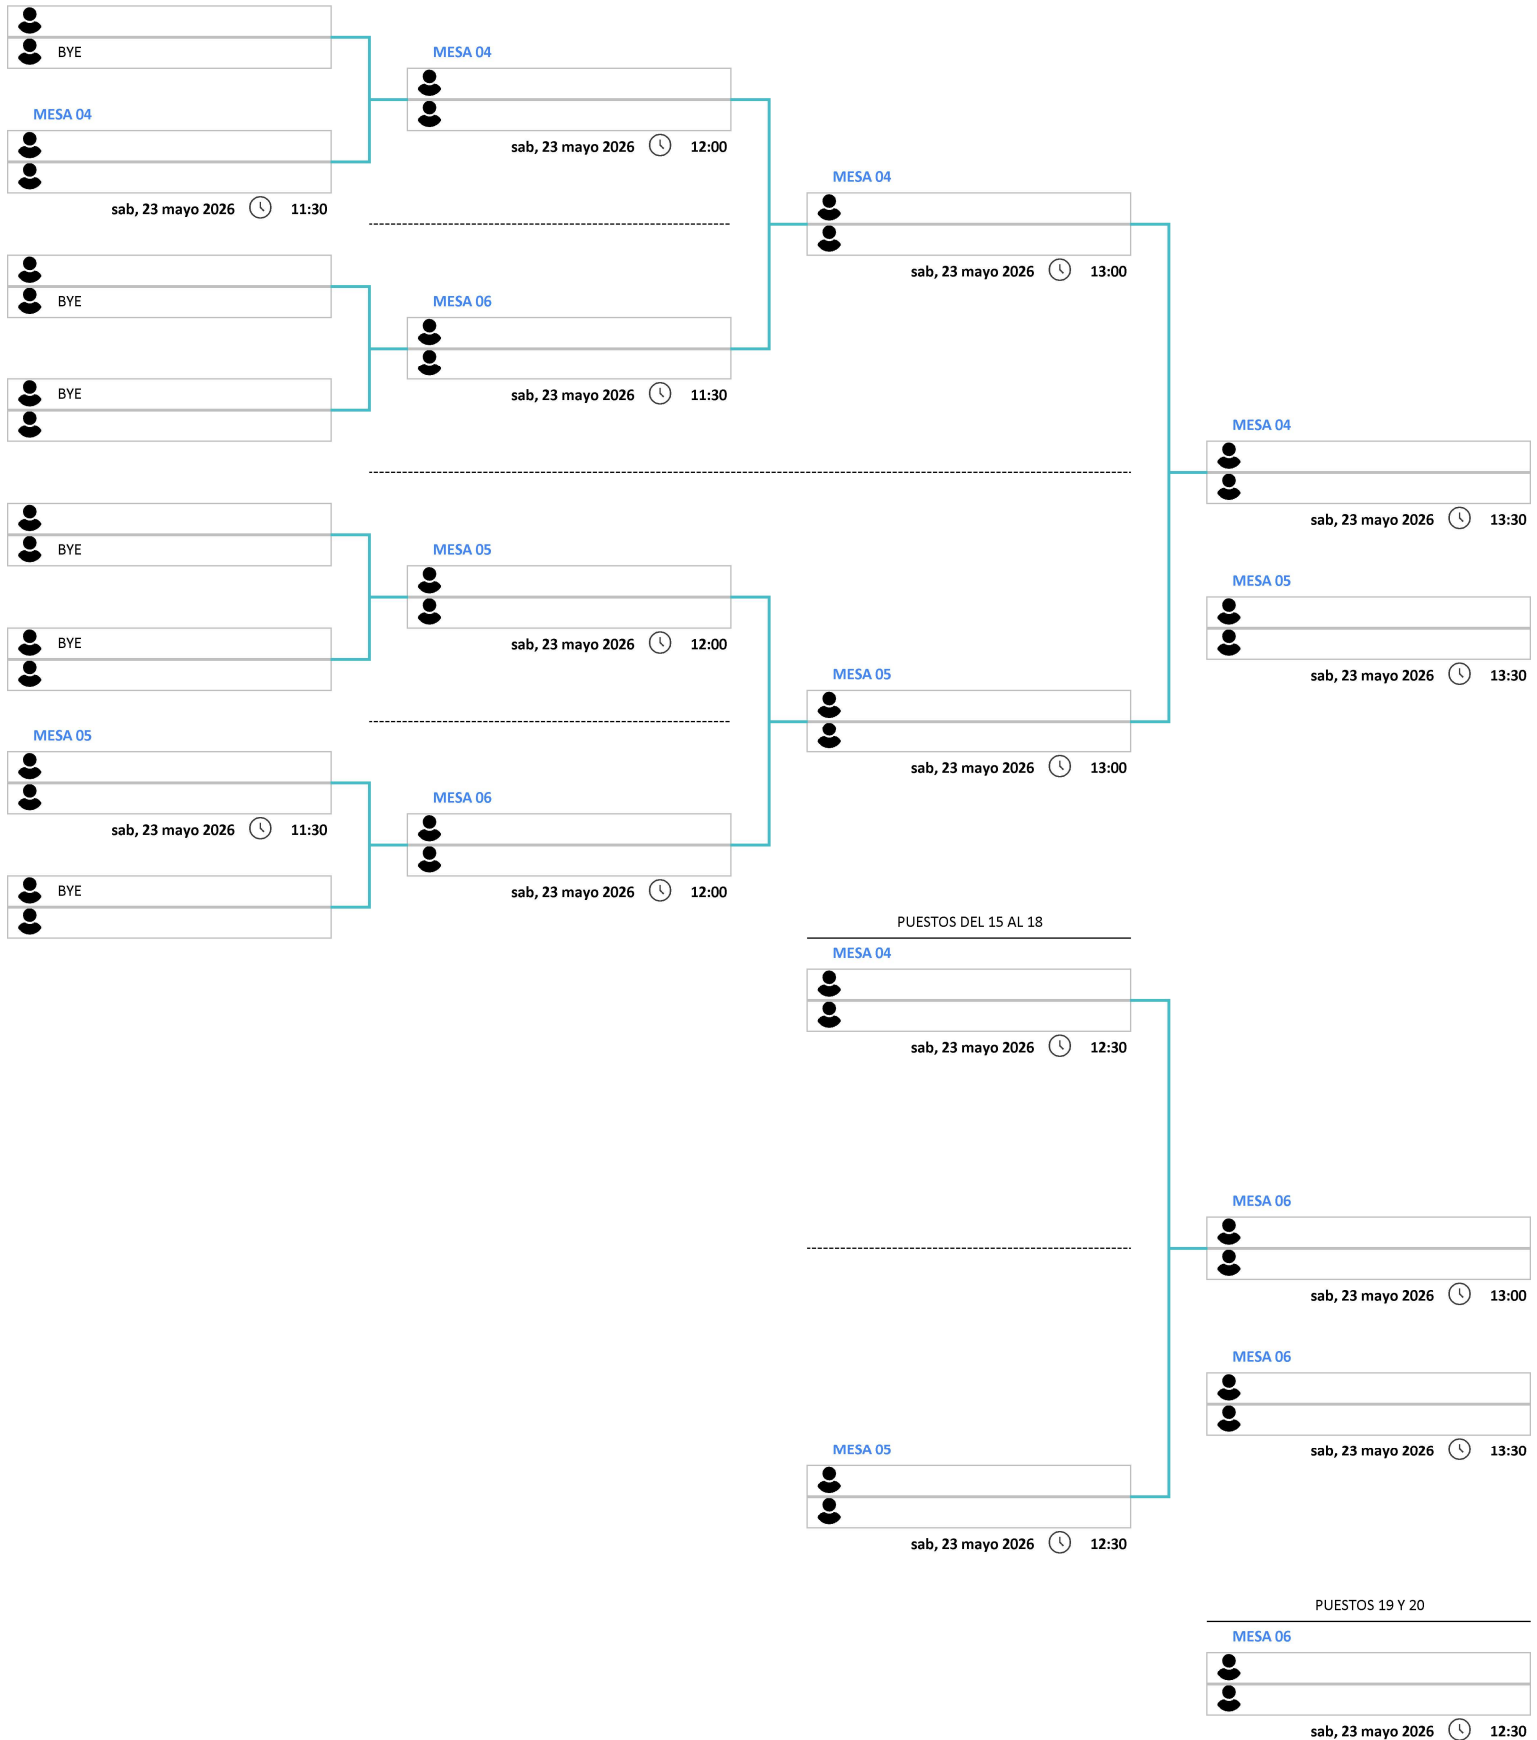 BYE
MESA 04
sab, 23 mayo 2026 11:30
BYE
BYE
BYE
BYE
MESA 05
sab, 23 mayo 2026 11:30
BYE
MESA 04
sab, 23 mayo 2026 12:00
MESA 06
sab, 23 mayo 2026 11:30
MESA 05
sab, 23 mayo 2026 12:00
MESA 06
sab, 23 mayo 2026 12:00
MESA 04
sab, 23 mayo 2026 13:00
MESA 05
sab, 23 mayo 2026 13:00
PUESTOS DEL 15 AL 18
MESA 04
sab, 23 mayo 2026 12:30
MESA 05
sab, 23 mayo 2026 12:30
MESA 04
sab, 23 mayo 2026 13:30
MESA 05
sab, 23 mayo 2026 13:30
MESA 06
sab, 23 mayo 2026 13:00
MESA 06
sab, 23 mayo 2026 13:30
PUESTOS 19 Y 20
MESA 06
sab, 23 mayo 2026 12:30